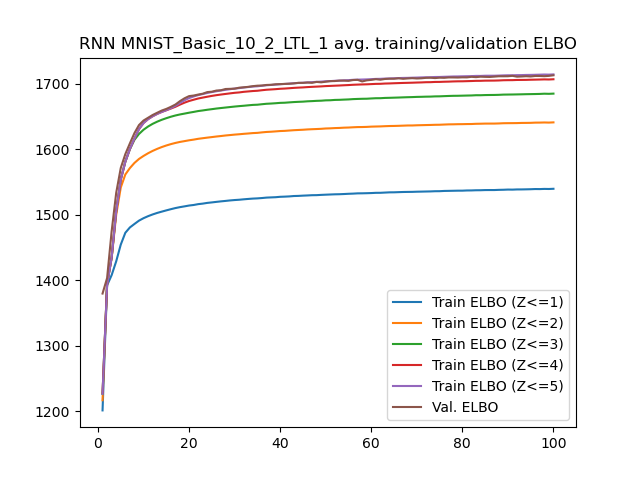 RNN MNIST_Basic_10_2_LTL_1 avg. training/validation ELBO
1700
1600
1500
1400
1300
1200
Train ELBO (Z<=1)
Train ELBO (Z<=2)
Train ELBO (Z<=3)
Train ELBO (Z<=4)
Train ELBO (Z<=5)
Val. ELBO
0 20 40 60 80 100